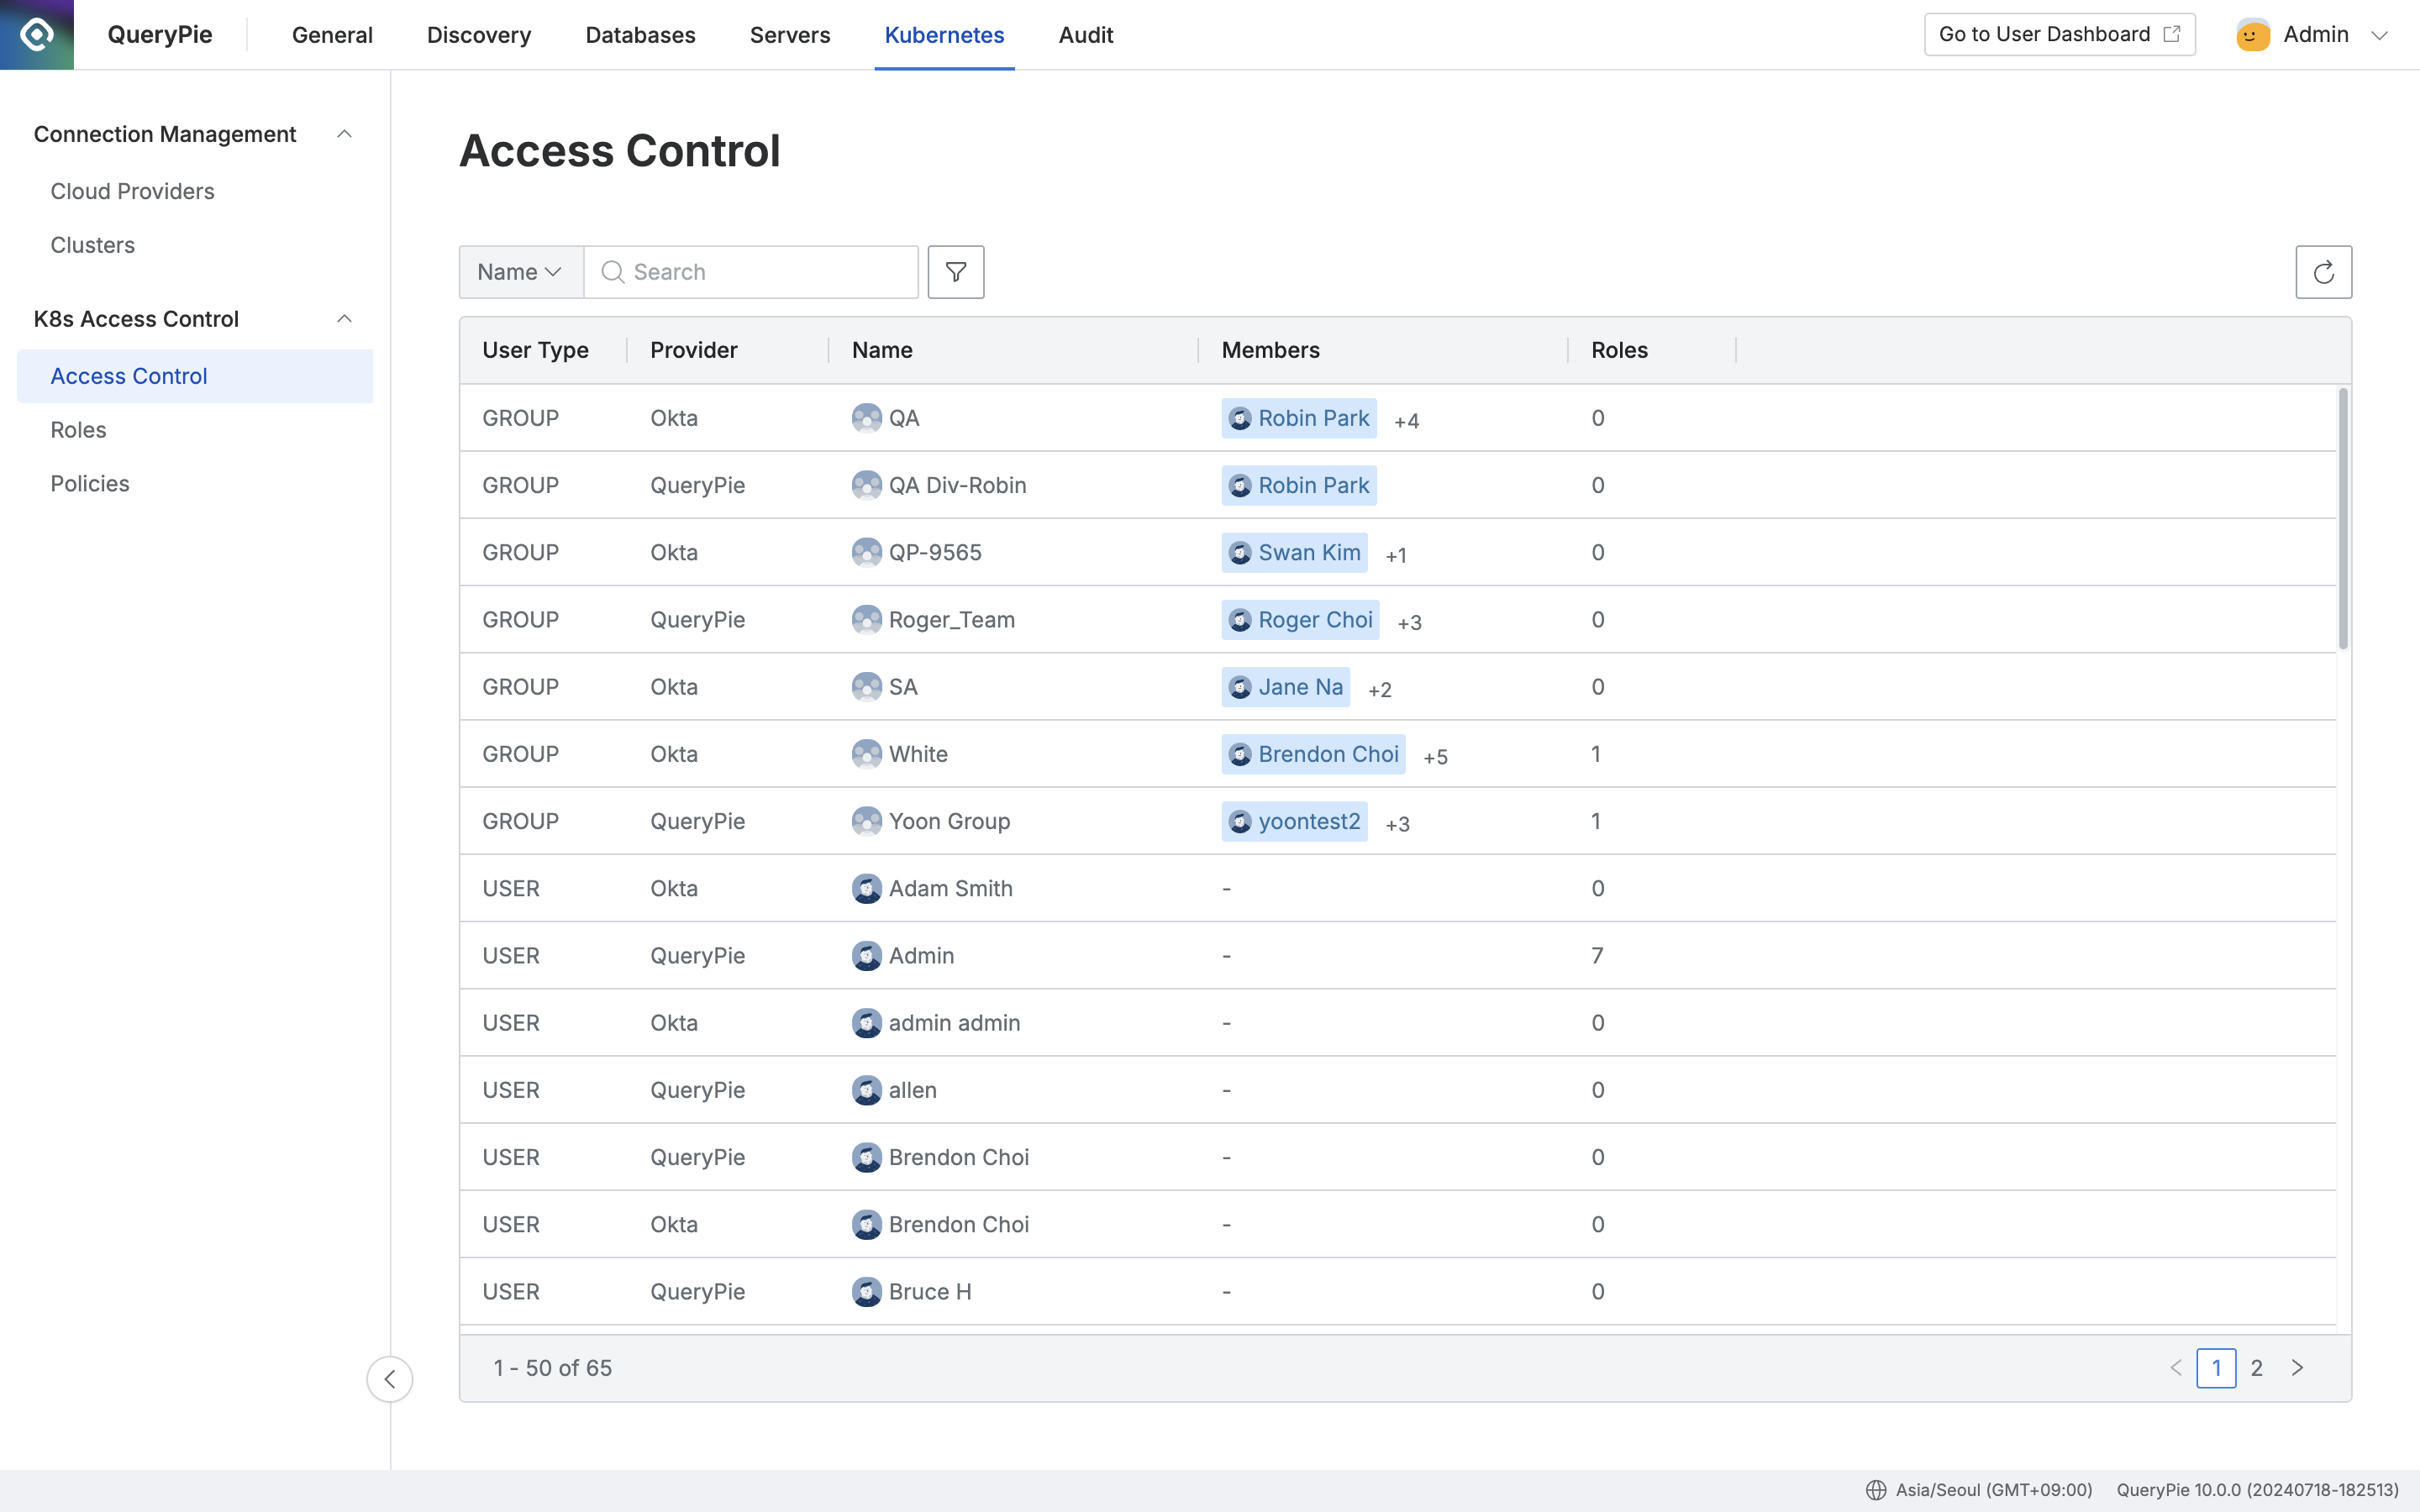 QueryPie General Discovery Databases Servers Kubernetes Audit Go to User Dashboard Admin
Connection Management
Cloud Providers
Clusters
K8s Access Control
Access Control
Roles
Policies
Access Control
Name Search
User Type Provider Name Members Roles
GROUP Okta QA Robin Park +4 0
GROUP QueryPie QA Div-Robin Robin Park 0
GROUP Okta QP-9565 Swan Kim +1 0
GROUP QueryPie Roger_Team Roger Choi +3 0
GROUP Okta SA Jane Na +2 0
GROUP Okta White Brendon Choi +5 1
GROUP QueryPie Yoon Group yoontest2 +3 1
USER Okta Adam Smith - 0
USER QueryPie Admin - 7
USER Okta admin admin - 0
USER QueryPie allen - 0
USER QueryPie Brendon Choi - 0
USER Okta Brendon Choi - 0
USER QueryPie Bruce H - 0
1 - 50 of 65 1 2
Asia/Seoul (GMT+09:00) QueryPie 10.0.0 (20240718-182513)